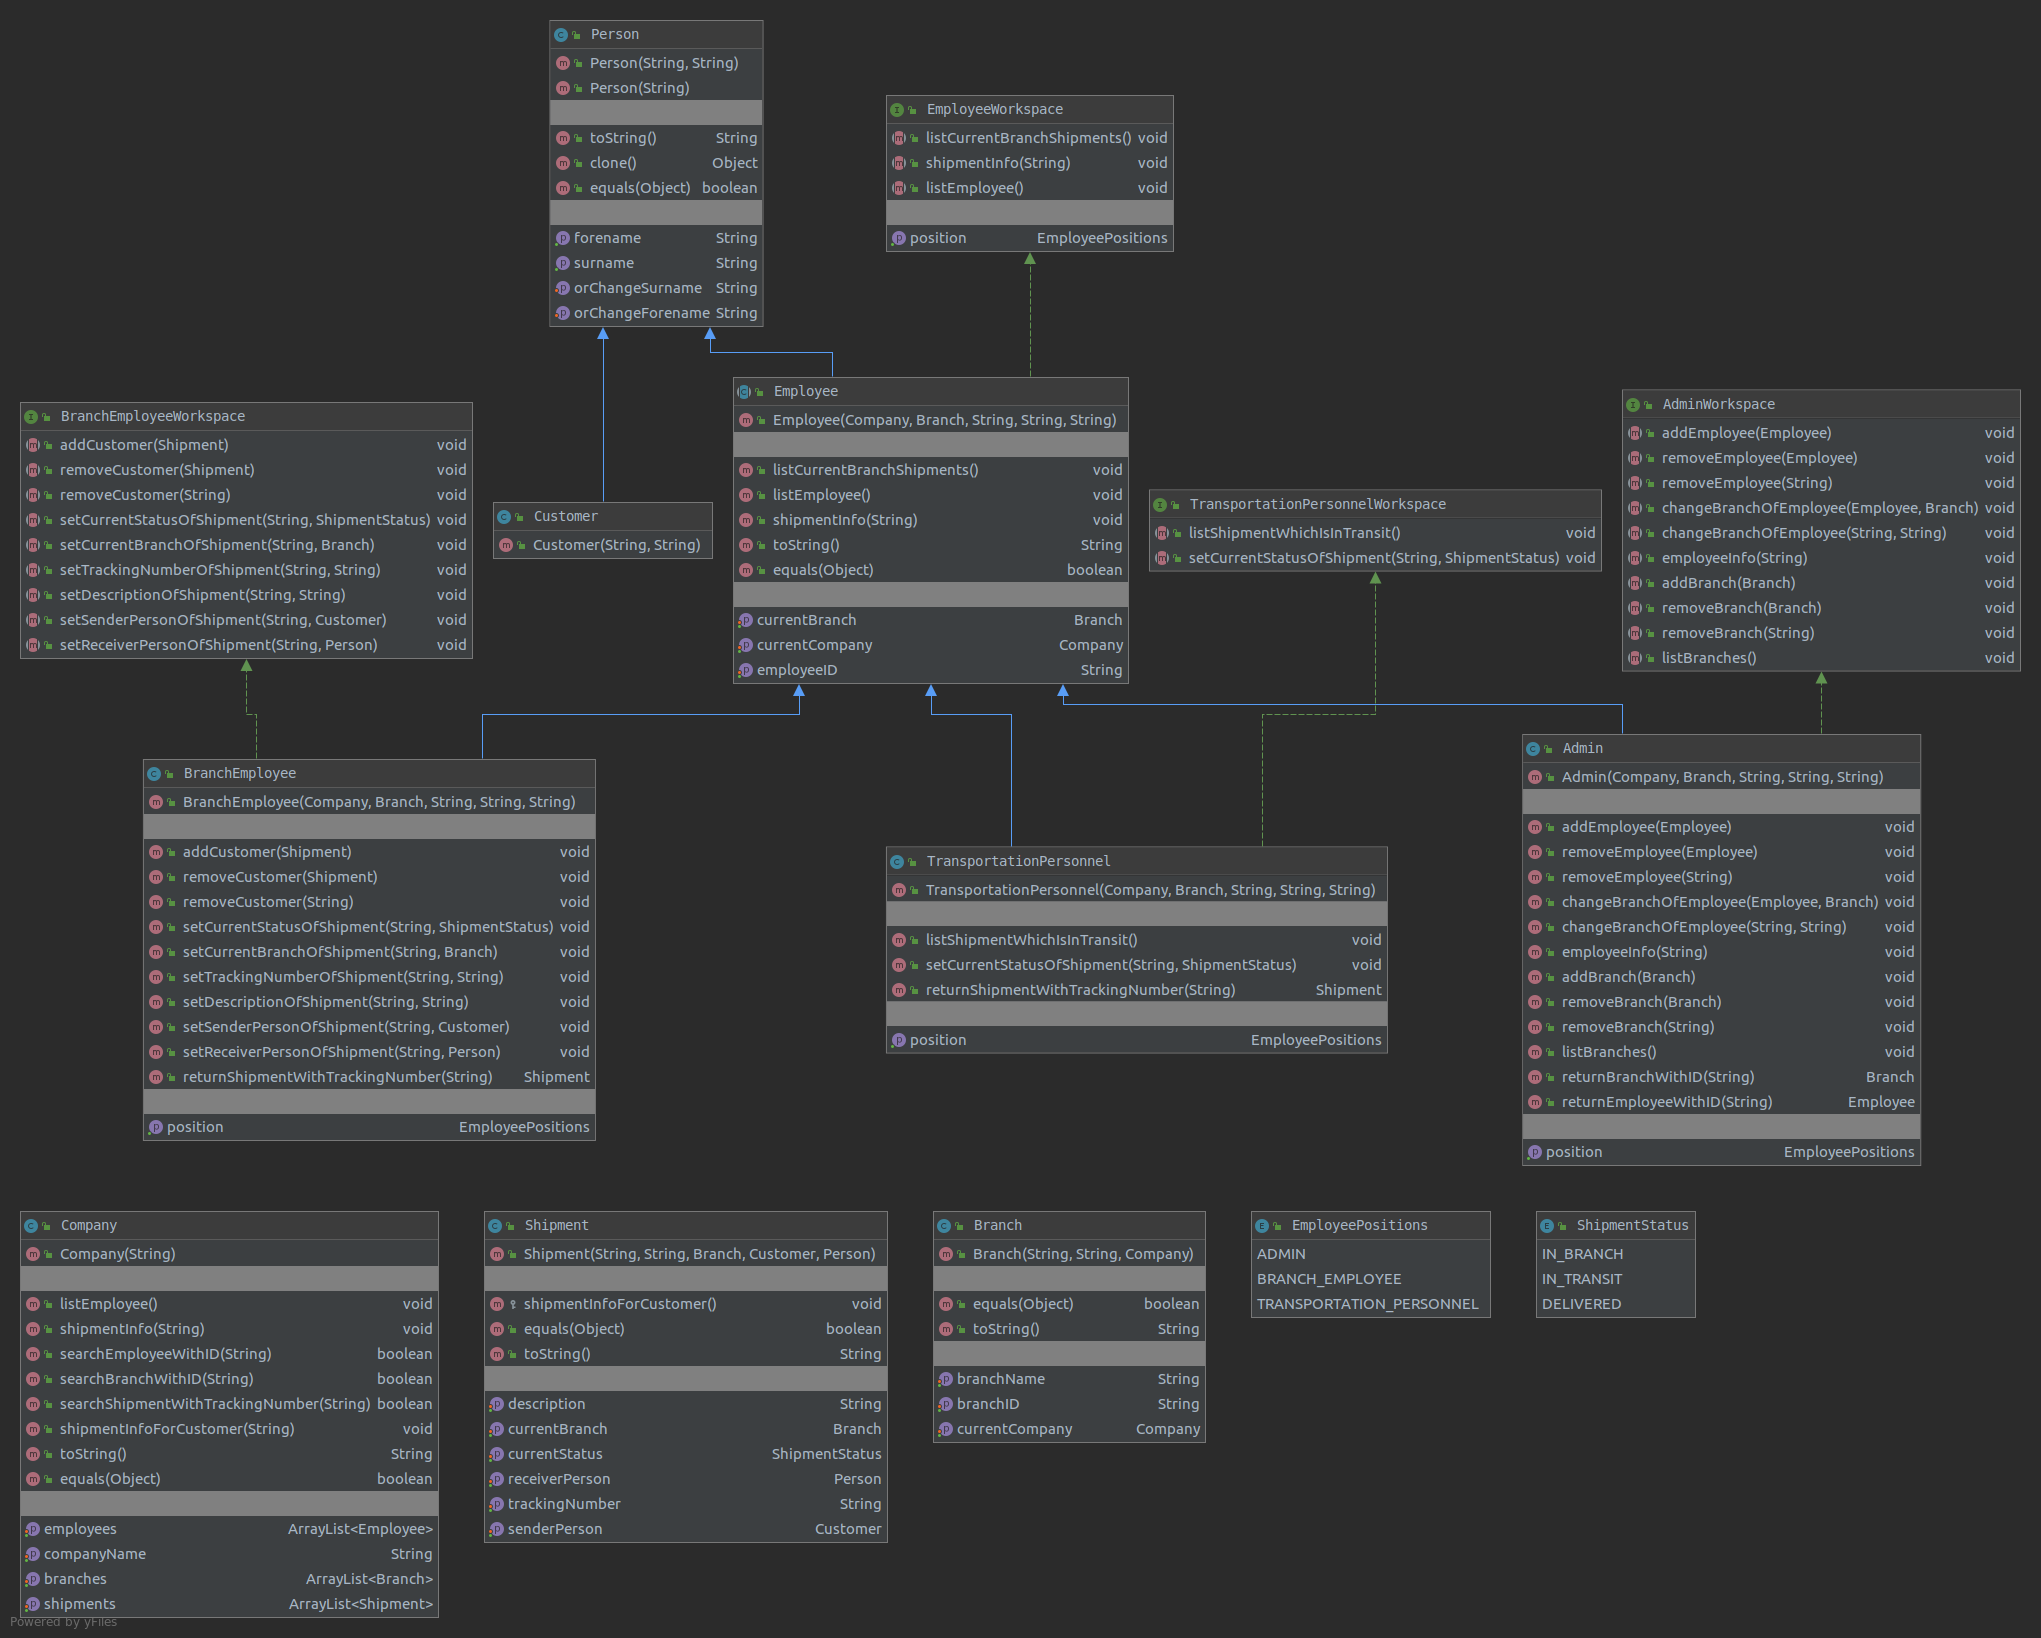 Person
Person(String, String)
Person(String)
toString() String
clone() Object
equals(Object) boolean
forename String
surname String
orChangeSurname String
orChangeForename String
EmployeeWorkspace
listCurrentBranchShipments() void
shipmentInfo(String) void
listEmployee() void
position EmployeePositions
BranchEmployeeWorkspace
addCustomer(Shipment) void
removeCustomer(Shipment) void
removeCustomer(String) void
setCurrentStatusOfShipment(String, ShipmentStatus) void
setCurrentBranchOfShipment(String, Branch) void
setTrackingNumberOfShipment(String, String) void
setDescriptionOfShipment(String, String) void
setSenderPersonOfShipment(String, Customer) void
setReceiverPersonOfShipment(String, Person) void
Customer
Customer(String, String)
Employee
Employee(Company, Branch, String, String, String)
listCurrentBranchShipments() void
listEmployee() void
shipmentInfo(String) void
toString() String
equals(Object) boolean
currentBranch Branch
currentCompany Company
employeeID String
TransportationPersonnelWorkspace
listShipmentWhichIsInTransit() void
setCurrentStatusOfShipment(String, ShipmentStatus) void
AdminWorkspace
addEmployee(Employee) void
removeEmployee(Employee) void
removeEmployee(String) void
changeBranchOfEmployee(Employee, Branch) void
changeBranchOfEmployee(String, String) void
employeeInfo(String) void
addBranch(Branch) void
removeBranch(Branch) void
removeBranch(String) void
listBranches() void
BranchEmployee
BranchEmployee(Company, Branch, String, String, String)
addCustomer(Shipment) void
removeCustomer(Shipment) void
removeCustomer(String) void
setCurrentStatusOfShipment(String, ShipmentStatus) void
setCurrentBranchOfShipment(String, Branch) void
setTrackingNumberOfShipment(String, String) void
setDescriptionOfShipment(String, String) void
setSenderPersonOfShipment(String, Customer) void
setReceiverPersonOfShipment(String, Person) void
returnShipmentWithTrackingNumber(String) Shipment
position EmployeePositions
TransportationPersonnel
TransportationPersonnel(Company, Branch, String, String, String)
listShipmentWhichIsInTransit() void
setCurrentStatusOfShipment(String, ShipmentStatus) void
returnShipmentWithTrackingNumber(String) Shipment
position EmployeePositions
Admin
Admin(Company, Branch, String, String, String)
addEmployee(Employee) void
removeEmployee(Employee) void
removeEmployee(String) void
changeBranchOfEmployee(Employee, Branch) void
changeBranchOfEmployee(String, String) void
employeeInfo(String) void
addBranch(Branch) void
removeBranch(Branch) void
removeBranch(String) void
listBranches() void
returnBranchWithID(String) Branch
returnEmployeeWithID(String) Employee
position EmployeePositions
Company
Company(String)
listEmployee() void
shipmentInfo(String) void
searchEmployeeWithID(String) boolean
searchBranchWithID(String) boolean
searchShipmentWithTrackingNumber(String) boolean
shipmentInfoForCustomer(String) void
toString() String
equals(Object) boolean
employees ArrayList<Employee>
companyName String
branches ArrayList<Branch>
shipments ArrayList<Shipment>
Shipment
Shipment(String, String, Branch, Customer, Person)
shipmentInfoForCustomer() void
equals(Object) boolean
toString() String
description String
currentBranch Branch
currentStatus ShipmentStatus
receiverPerson Person
trackingNumber String
senderPerson Customer
Branch
Branch(String, String, Company)
equals(Object) boolean
toString() String
branchName String
branchID String
currentCompany Company
EmployeePositions
ADMIN
BRANCH_EMPLOYEE
TRANSPORTATION_PERSONNEL
ShipmentStatus
IN_BRANCH
IN_TRANSIT
DELIVERED
Powered by yFiles